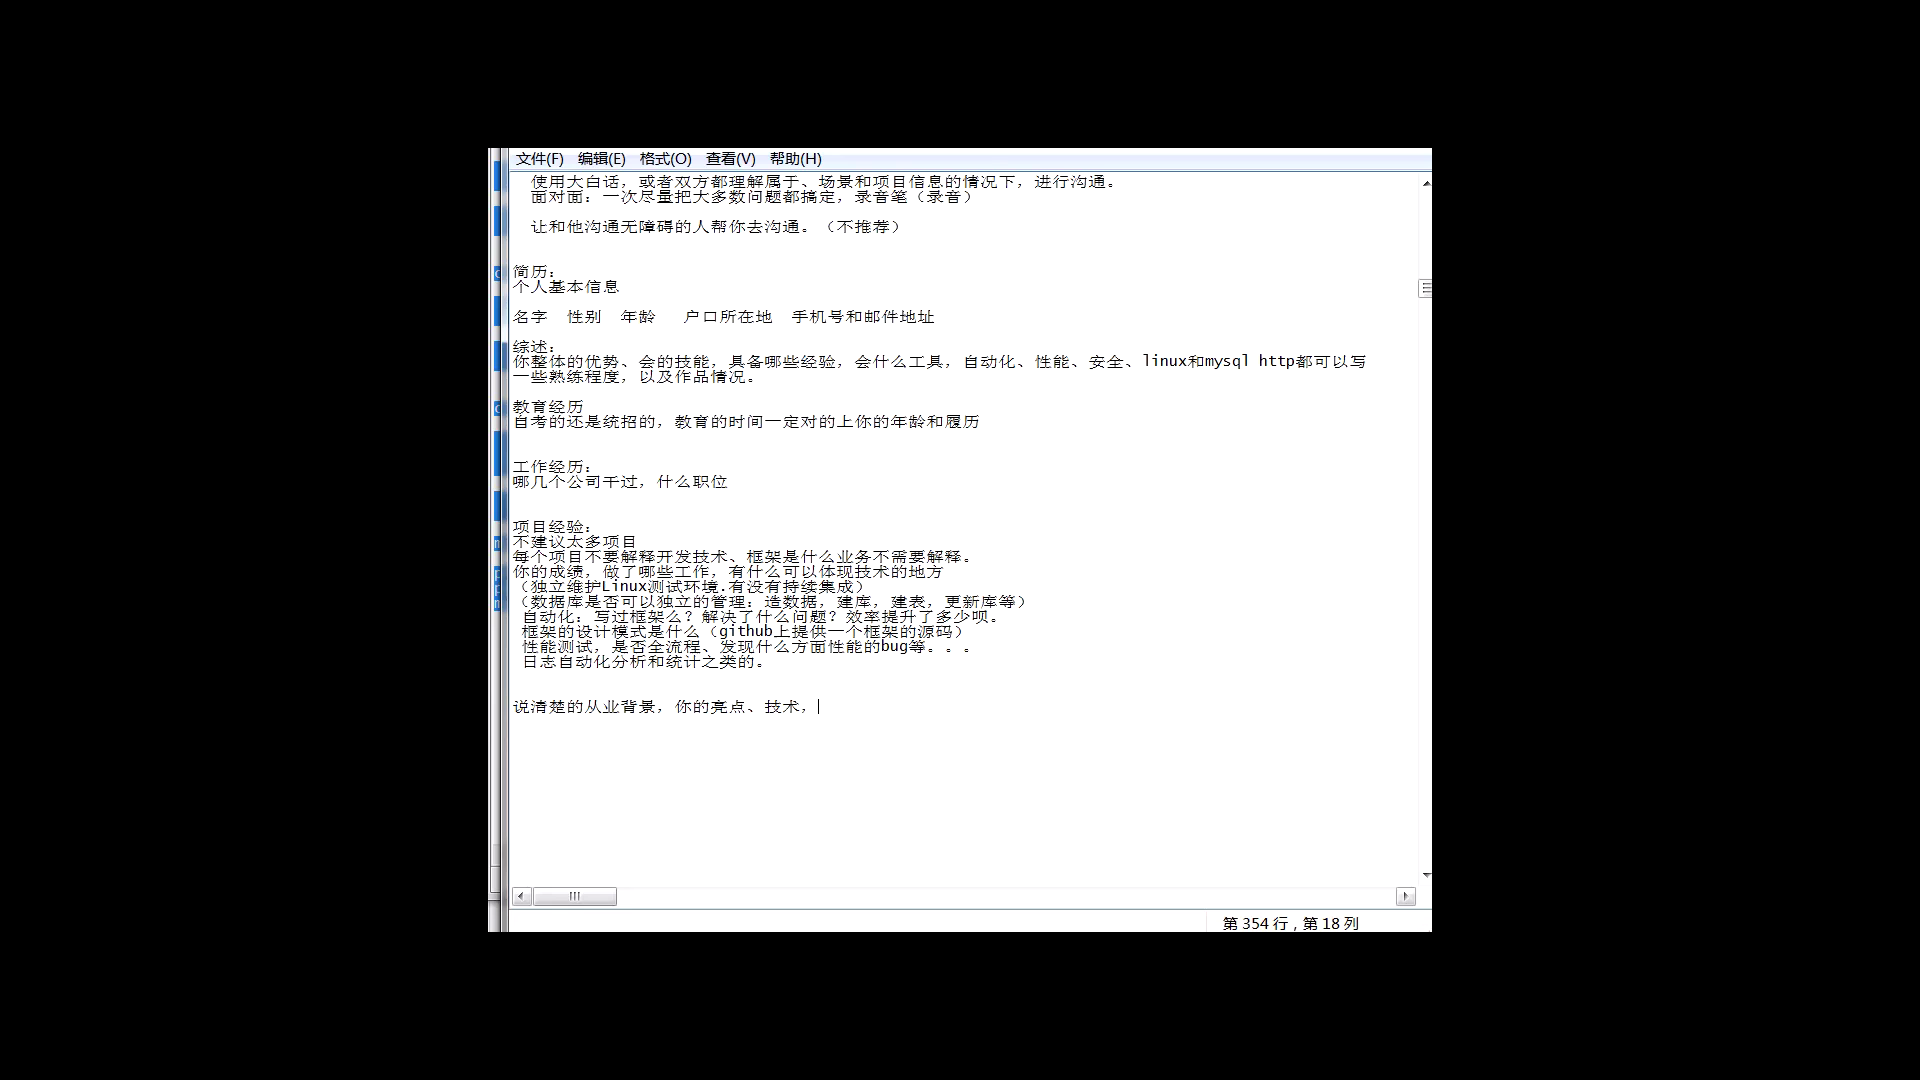 文件(F) 编辑(E) 格式(O) 查看(V) 帮助(H)
使用大白话，或者双方都理解属于、场景和项目信息的情况下，进行沟通。
面对面：一次尽量把大多数问题都搞定，录音笔（录音）
让和他沟通无障碍的人帮你去沟通。（不推荐）
简历：
个人基本信息
名字 性别 年龄 户口所在地 手机号和邮件地址
综述：
你整体的优势、会的技能，具备哪些经验，会什么工具，自动化、性能、安全、linux和mysql http都可以写
一些熟练程度，以及作品情况。
教育经历
自考的还是统招的，教育的时间一定对的上你的年龄和履历
工作经历：
哪几个公司干过，什么职位
项目经验：
不建议太多项目
每个项目不要解释开发技术、框架是什么业务不需要解释。
你的成绩，做了哪些工作，有什么可以体现技术的地方
（独立维护Linux测试环境.有没有持续集成）
（数据库是否可以独立的管理：造数据，建库，建表，更新库等）
自动化：写过框架么？解决了什么问题？效率提升了多少呗。
框架的设计模式是什么（github上提供一个框架的源码）
性能测试，是否全流程、发现什么方面性能的bug等。。。
日志自动化分析和统计之类的。
说清楚的从业背景，你的亮点、技术，
第 354 行，第 18 列